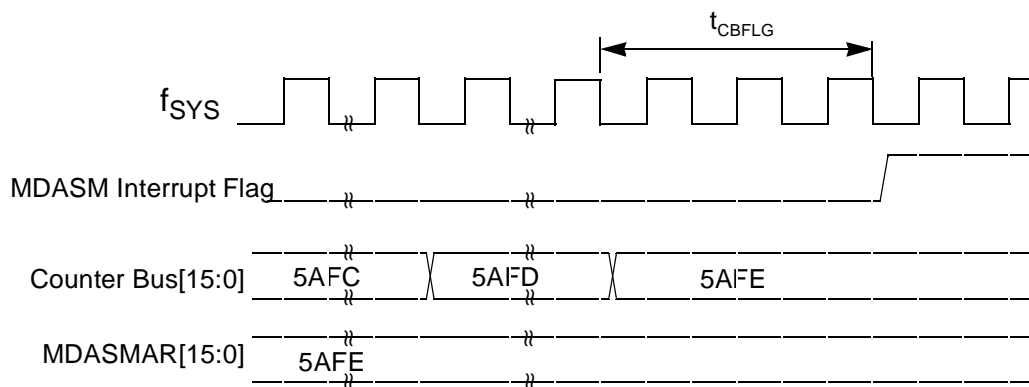 tCBFLG
fSYS
MDASM Interrupt Flag
Counter Bus[15:0]
5AFC
5AFD
5AFE
MDASMAR[15:0]
5AFE